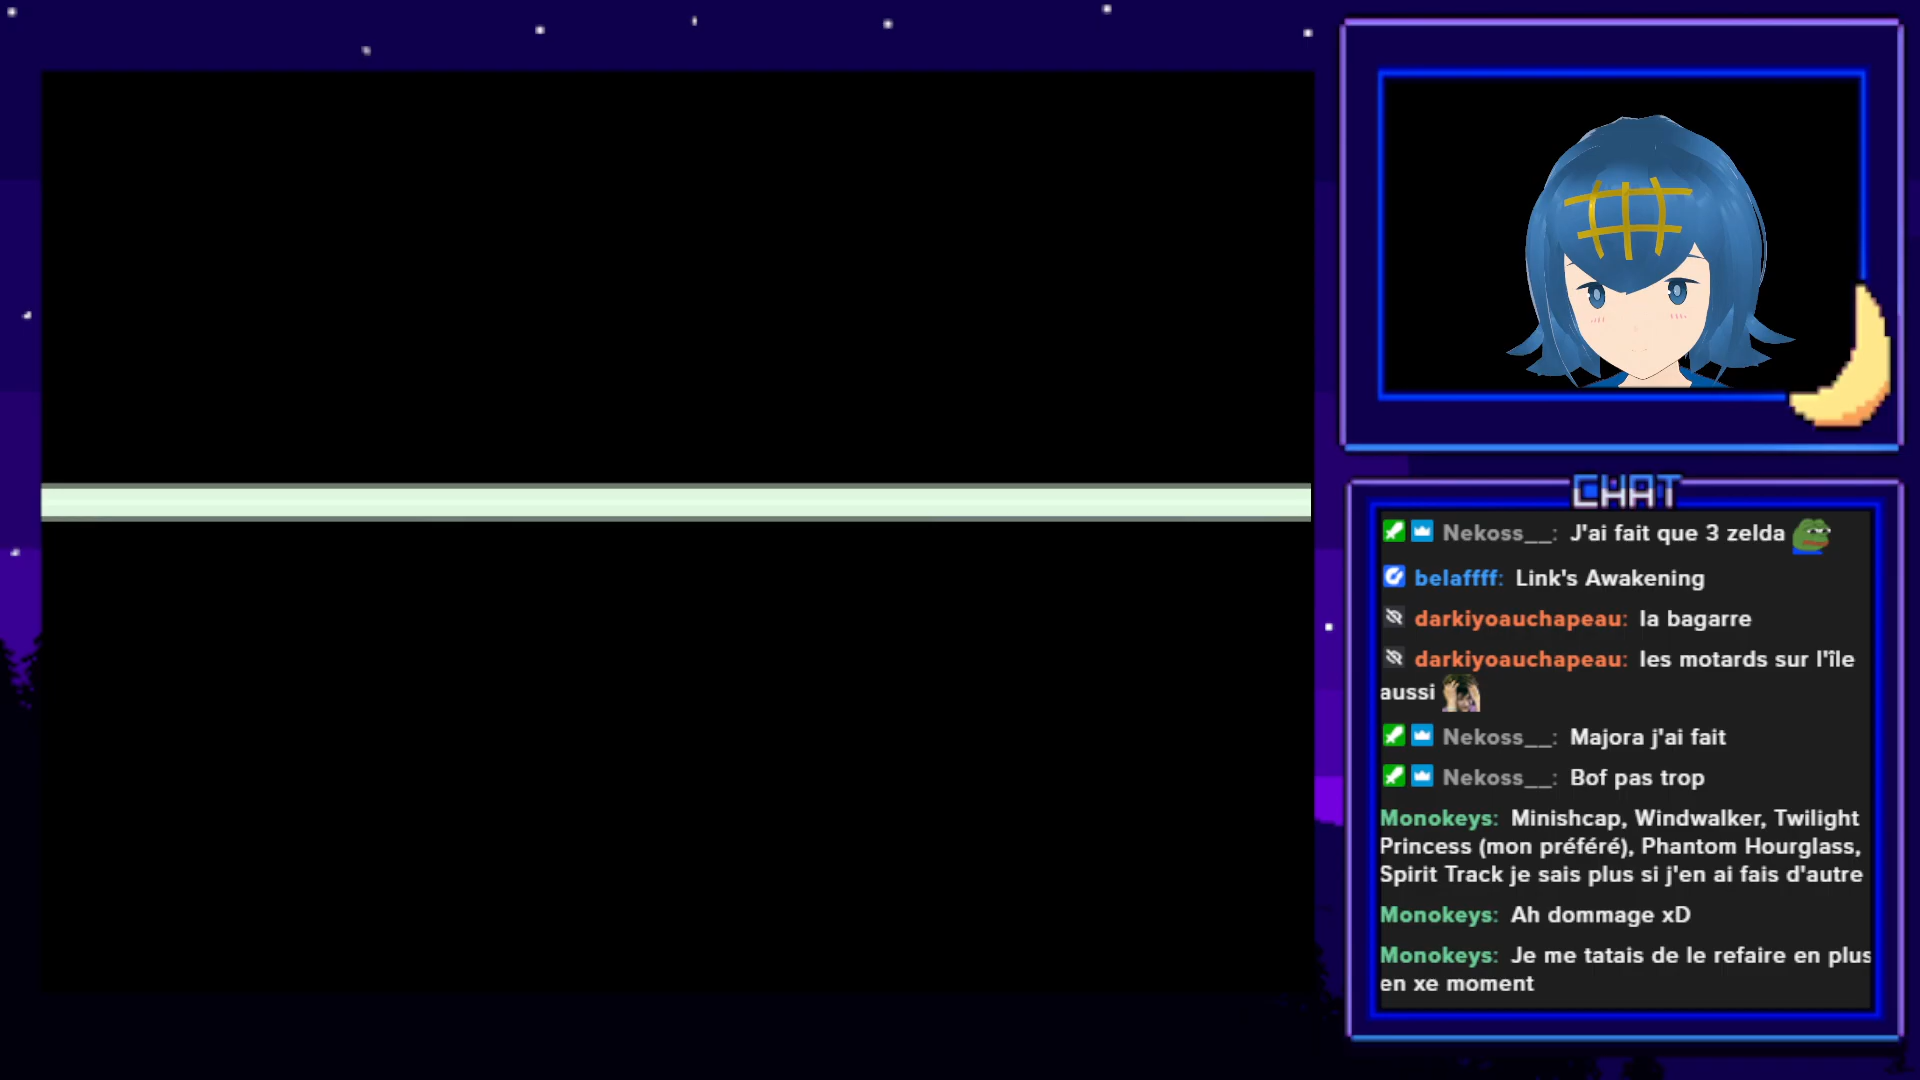 CHAT
Nekoss__: J'ai fait que 3 zelda
belaffff: Link's Awakening
darkiyoauchapeau: la bagarre
darkiyoauchapeau: les motards sur l'île
aussi
Nekoss__: Majora j'ai fait
Nekoss__: Bof pas trop
Monokeys: Minishcap, Windwalker, Twilight
Princess (mon préféré), Phantom Hourglass,
Spirit Track je sais plus si j'en ai fais d'autre
Monokeys: Ah dommage xD
Monokeys: Je me tatais de le refaire en plus
en xe moment